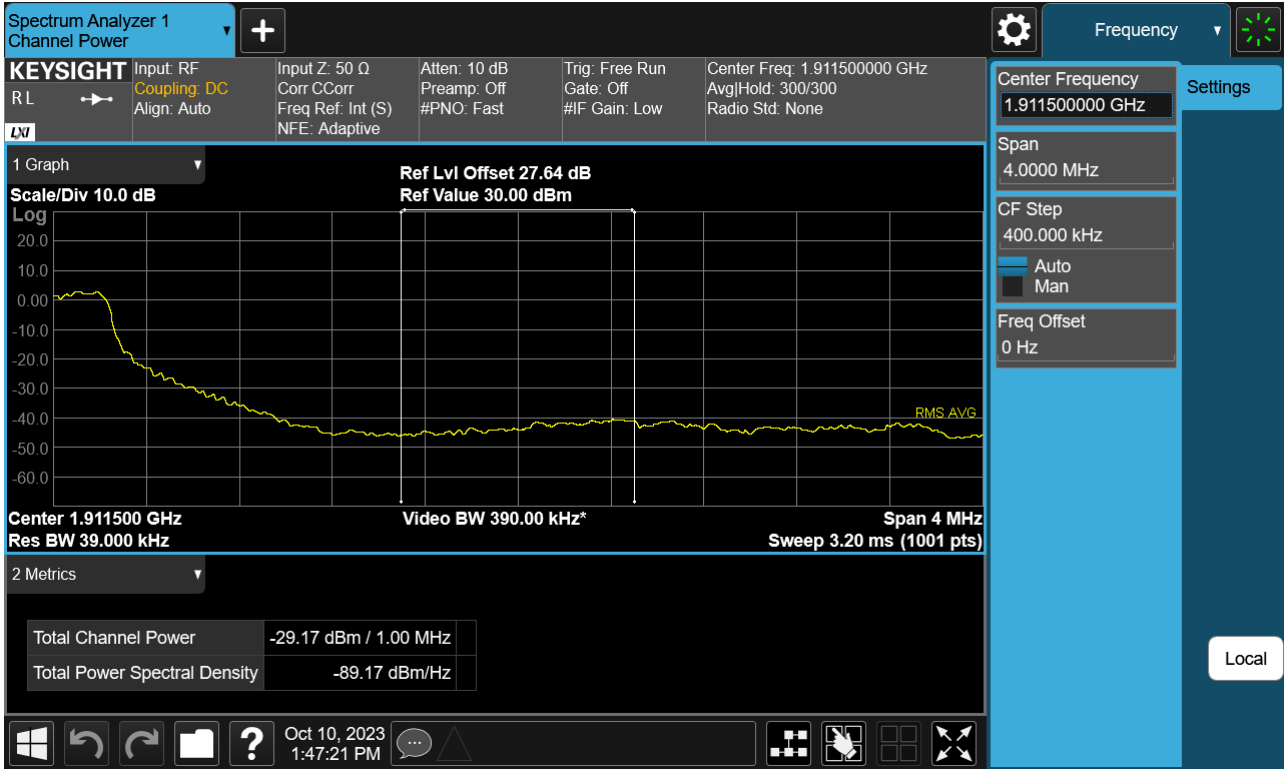 Spectrum Analyzer 1
Channel Power
+
Frequency
KEYSIGHT
R L
LXI
Input: RF
Coupling: DC
Align: Auto
Input Z: 50 Ω
Corr CCorr
Freq Ref: Int (S)
NFE: Adaptive
Atten: 10 dB
Preamp: Off
#PNO: Fast
Trig: Free Run
Gate: Off
#IF Gain: Low
Center Freq: 1.911500000 GHz
Avg|Hold: 300/300
Radio Std: None
Center Frequency
1.911500000 GHz
Settings
Span
4.0000 MHz
CF Step
400.000 kHz
Auto
Man
Freq Offset
0 Hz
Local
1 Graph
Ref Lvl Offset 27.64 dB
Scale/Div 10.0 dB
Ref Value 30.00 dBm
Log
20.0
10.0
0.00
-10.0
-20.0
-30.0
-40.0
-50.0
-60.0
RMS AVG
Center 1.911500 GHz
Video BW 390.00 kHz*
Span 4 MHz
Res BW 39.000 kHz
Sweep 3.20 ms (1001 pts)
2 Metrics
Total Channel Power -29.17 dBm / 1.00 MHz
Total Power Spectral Density -89.17 dBm/Hz
?
Oct 10, 2023
1:47:21 PM